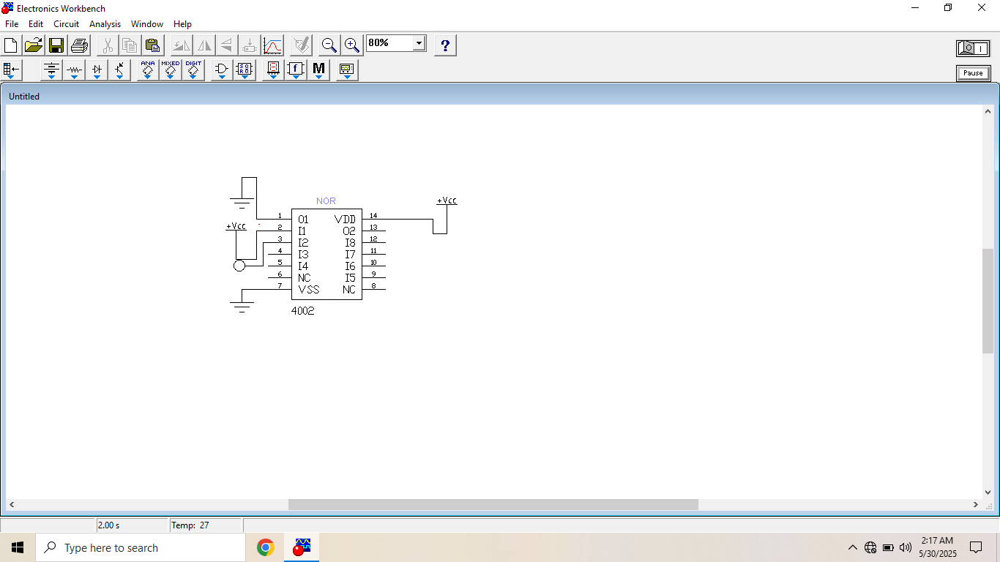 Electronics Workbench
File Edit Circuit Analysis Window Help
80%
?
ANA MIXED DIGIT
f M
Pause
Untitled
NOR
+Vcc
1 O1 VDD 14
+Vcc
2 I1 O2 13
3 I2 I8 12
4 I3 I7 11
5 I4 I6 10
6 NC I5 9
7 VSS NC 8
4002
2.00 s Temp: 27
Type here to search
2:17 AM
5/30/2025